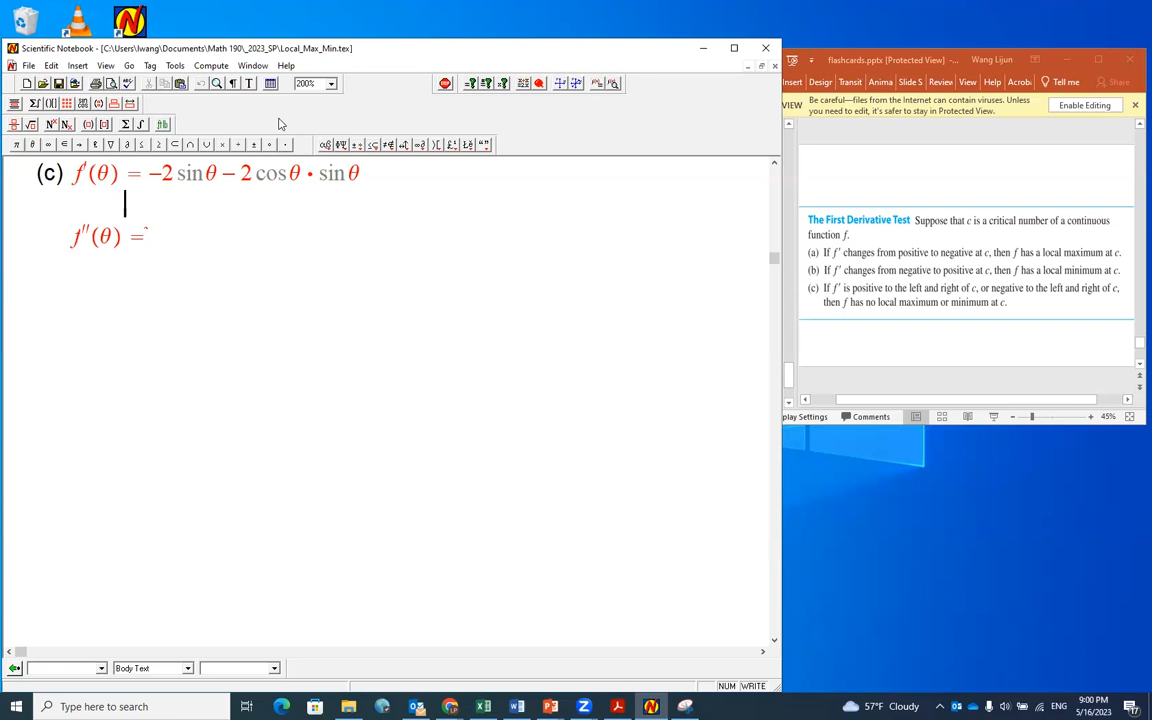 Scientific Notebook - [C:\Users\lwang\Documents\Math 190\_2023_SP\Local_Max_Min.tex]
File Edit Insert View Go Tag Tools Compute Window Help
200%
(c) f′(θ) = −2 sin θ − 2 cos θ • sin θ
f″(θ) =
Body Text
NUM WRITE
flashcards.pptx [Protected View] -... Wang Lijun
Insert Desigr Transit Anima Slide S Review View Help Acrob Tell me Share
VIEW Be careful—files from the Internet can contain viruses. Unless you need to edit, it's safer to stay in Protected View. Enable Editing
The First Derivative Test Suppose that c is a critical number of a continuous
function f.
(a) If f′ changes from positive to negative at c, then f has a local maximum at c.
(b) If f′ changes from negative to positive at c, then f has a local minimum at c.
(c) If f′ is positive to the left and right of c, or negative to the left and right of c,
then f has no local maximum or minimum at c.
play Settings Comments 45%
Type here to search
57°F Cloudy ENG 9:00 PM
5/16/2023 17